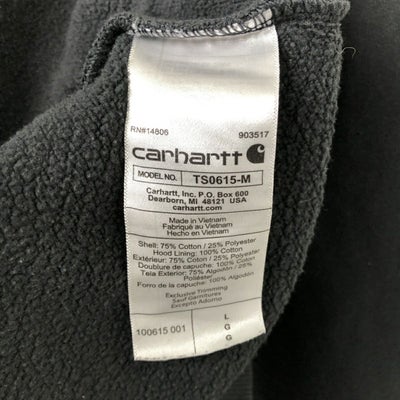 RN#14806 903517
carhartt
MODEL NO. TS0615-M
Carhartt, Inc. P.O. Box 600
Dearborn, MI 48121 USA
carhartt.com
Made in Vietnam
Fabriqué au Vietnam
Hecho en Vietnam
Shell: 75% Cotton / 25% Polyester
Hood Lining: 100% Cotton
Extérieur: 75% Coton / 25% Polyester
Doublure de capuche: 100% Coton
Tela Exterior: 75% Algodón / 25%
Poliéster
Forro de la capucha: 100% Algodón
Exclusive Trimming
Sauf Garnitures
Excepto Adorno
100615 001
L
G
G